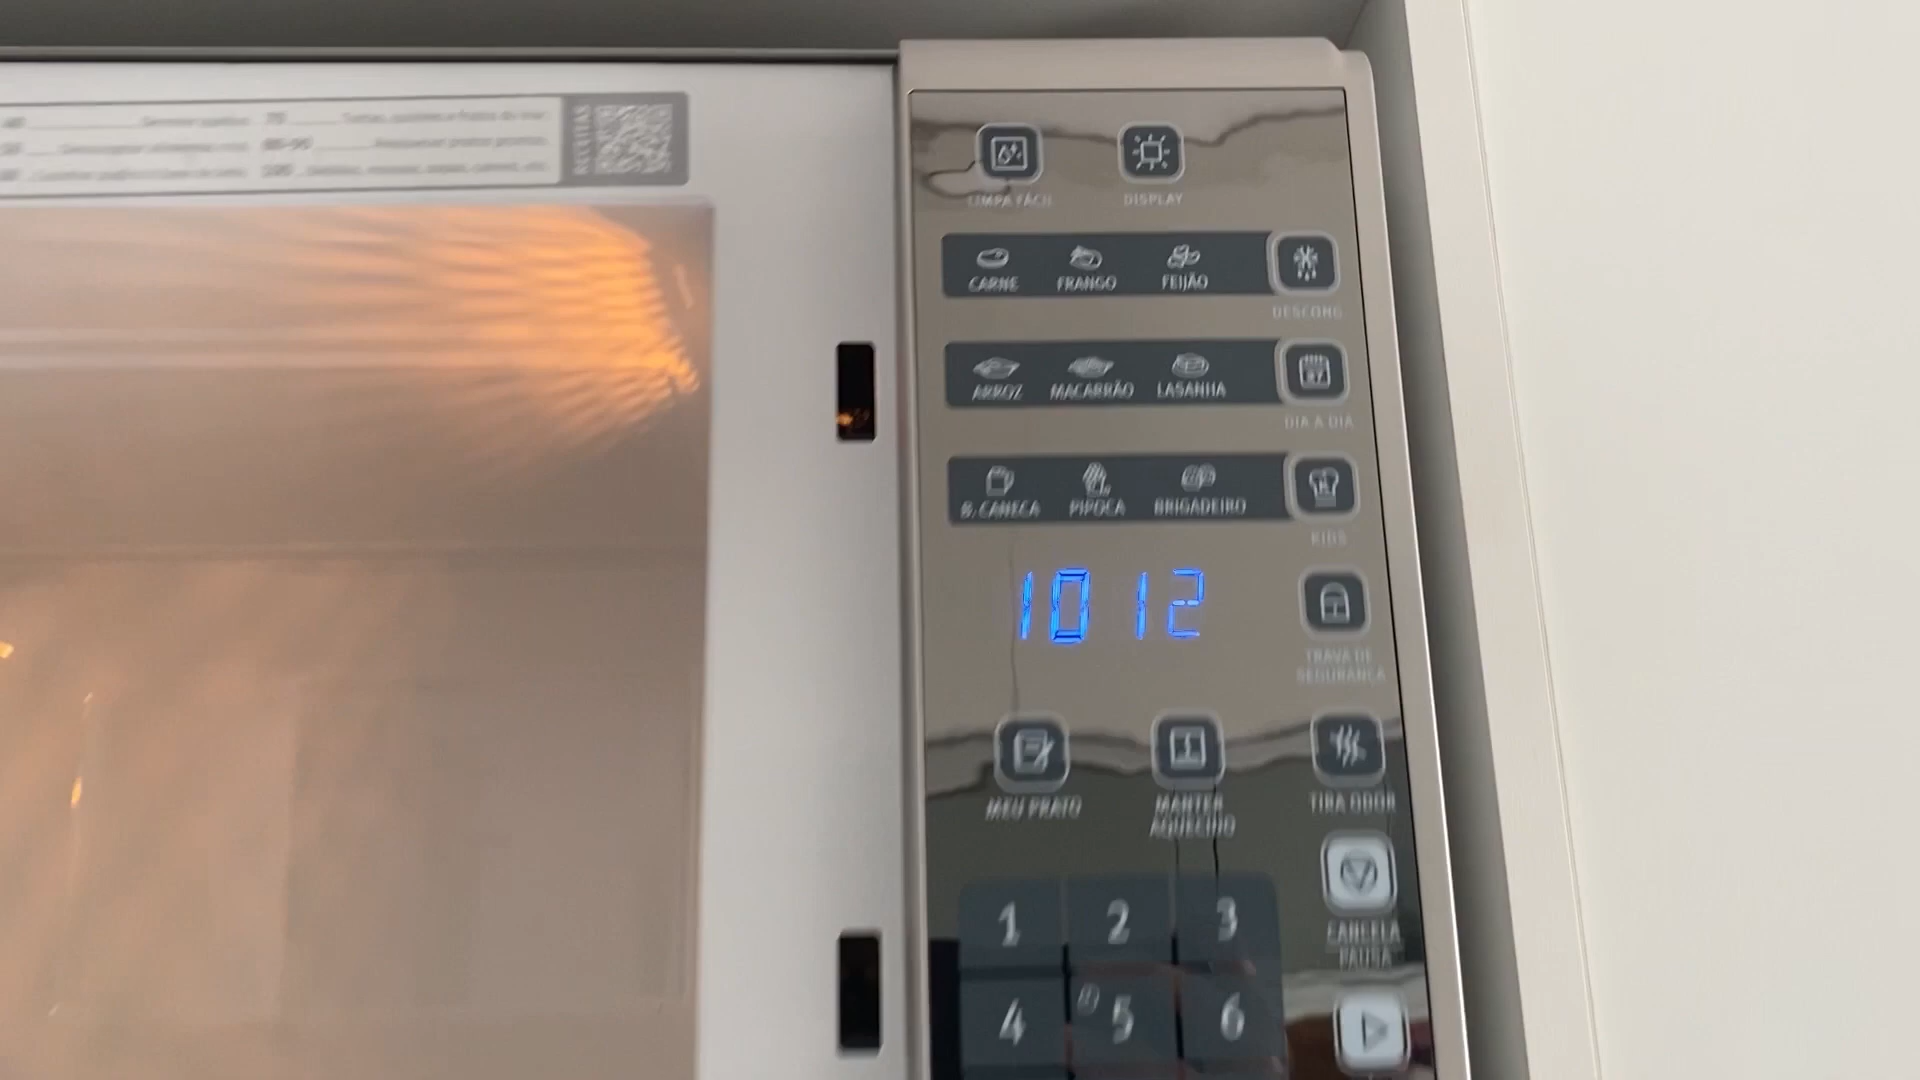 RECEITAS
LIMPA FÁCIL
DISPLAY
CARNE FRANGO FEIJÃO
DESCONG
ARROZ MACARRÃO LASANHA
DIA A DIA
B. CANECA PIPOCA BRIGADEIRO
KIDS
10 12
TRAVA DE
SEGURANÇA
MEU PRATO
MANTER
AQUECIDO
TIRA ODOR
1 2 3
CANCELA
PAUSA
4 5 6